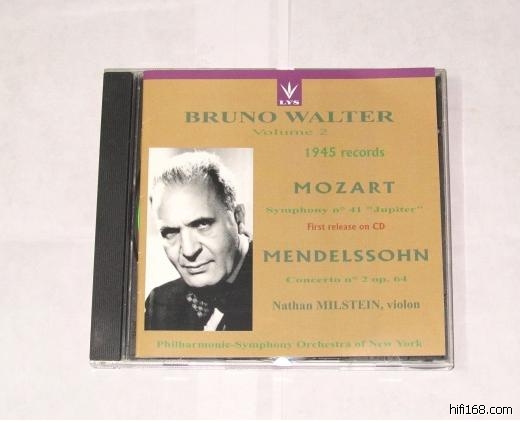 LYS
BRUNO WALTER
Volume 2
1945 records
MOZART
Symphony n° 41 "Jupiter"
First release on CD
MENDELSSOHN
Concerto n° 2 op. 64
Nathan MILSTEIN, violon
Philharmonic-Symphony Orchestra of New York
hifi168.com